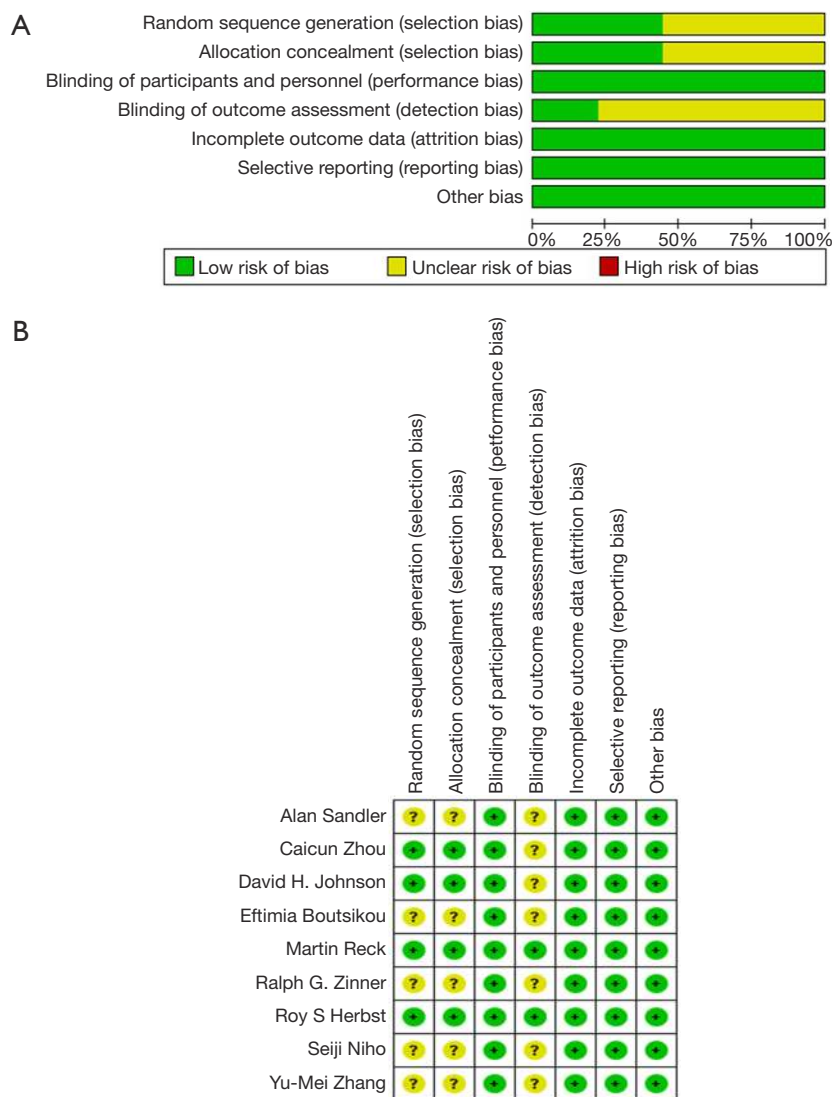 A
Random sequence generation (selection bias)
Allocation concealment (selection bias)
Blinding of participants and personnel (performance bias)
Blinding of outcome assessment (detection bias)
Incomplete outcome data (attrition bias)
Selective reporting (reporting bias)
Other bias
0% 25% 50% 75% 100%
Low risk of bias Unclear risk of bias High risk of bias
B
Random sequence generation (selection bias)
Allocation concealment (selection bias)
Blinding of participants and personnel (petformance bias)
Blinding of outcome assessment (detection bias)
Incomplete outcome data (attrition bias)
Selective reporting (reporting bias)
Other bias
Alan Sandler ? ? + ? + + +
Caicun Zhou + + + ? + + +
David H. Johnson + + + ? + + +
Eftimia Boutsikou ? ? + ? + + +
Martin Reck + + + + + + +
Ralph G. Zinner ? ? + ? + + +
Roy S Herbst + + + + + + +
Seiji Niho ? ? + ? + + +
Yu-Mei Zhang ? ? + ? + + +